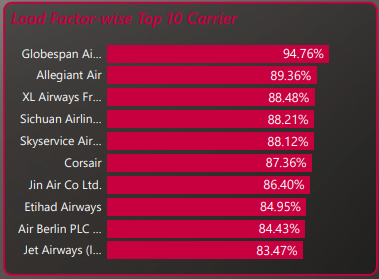 Load Factor-wise Top 10 Carrier
Globespan Ai... 94.76%
Allegiant Air 89.36%
XL Airways Fr... 88.48%
Sichuan Airlin... 88.21%
Skyservice Air... 88.12%
Corsair 87.36%
Jin Air Co Ltd. 86.40%
Etihad Airways 84.95%
Air Berlin PLC ... 84.43%
Jet Airways (I... 83.47%